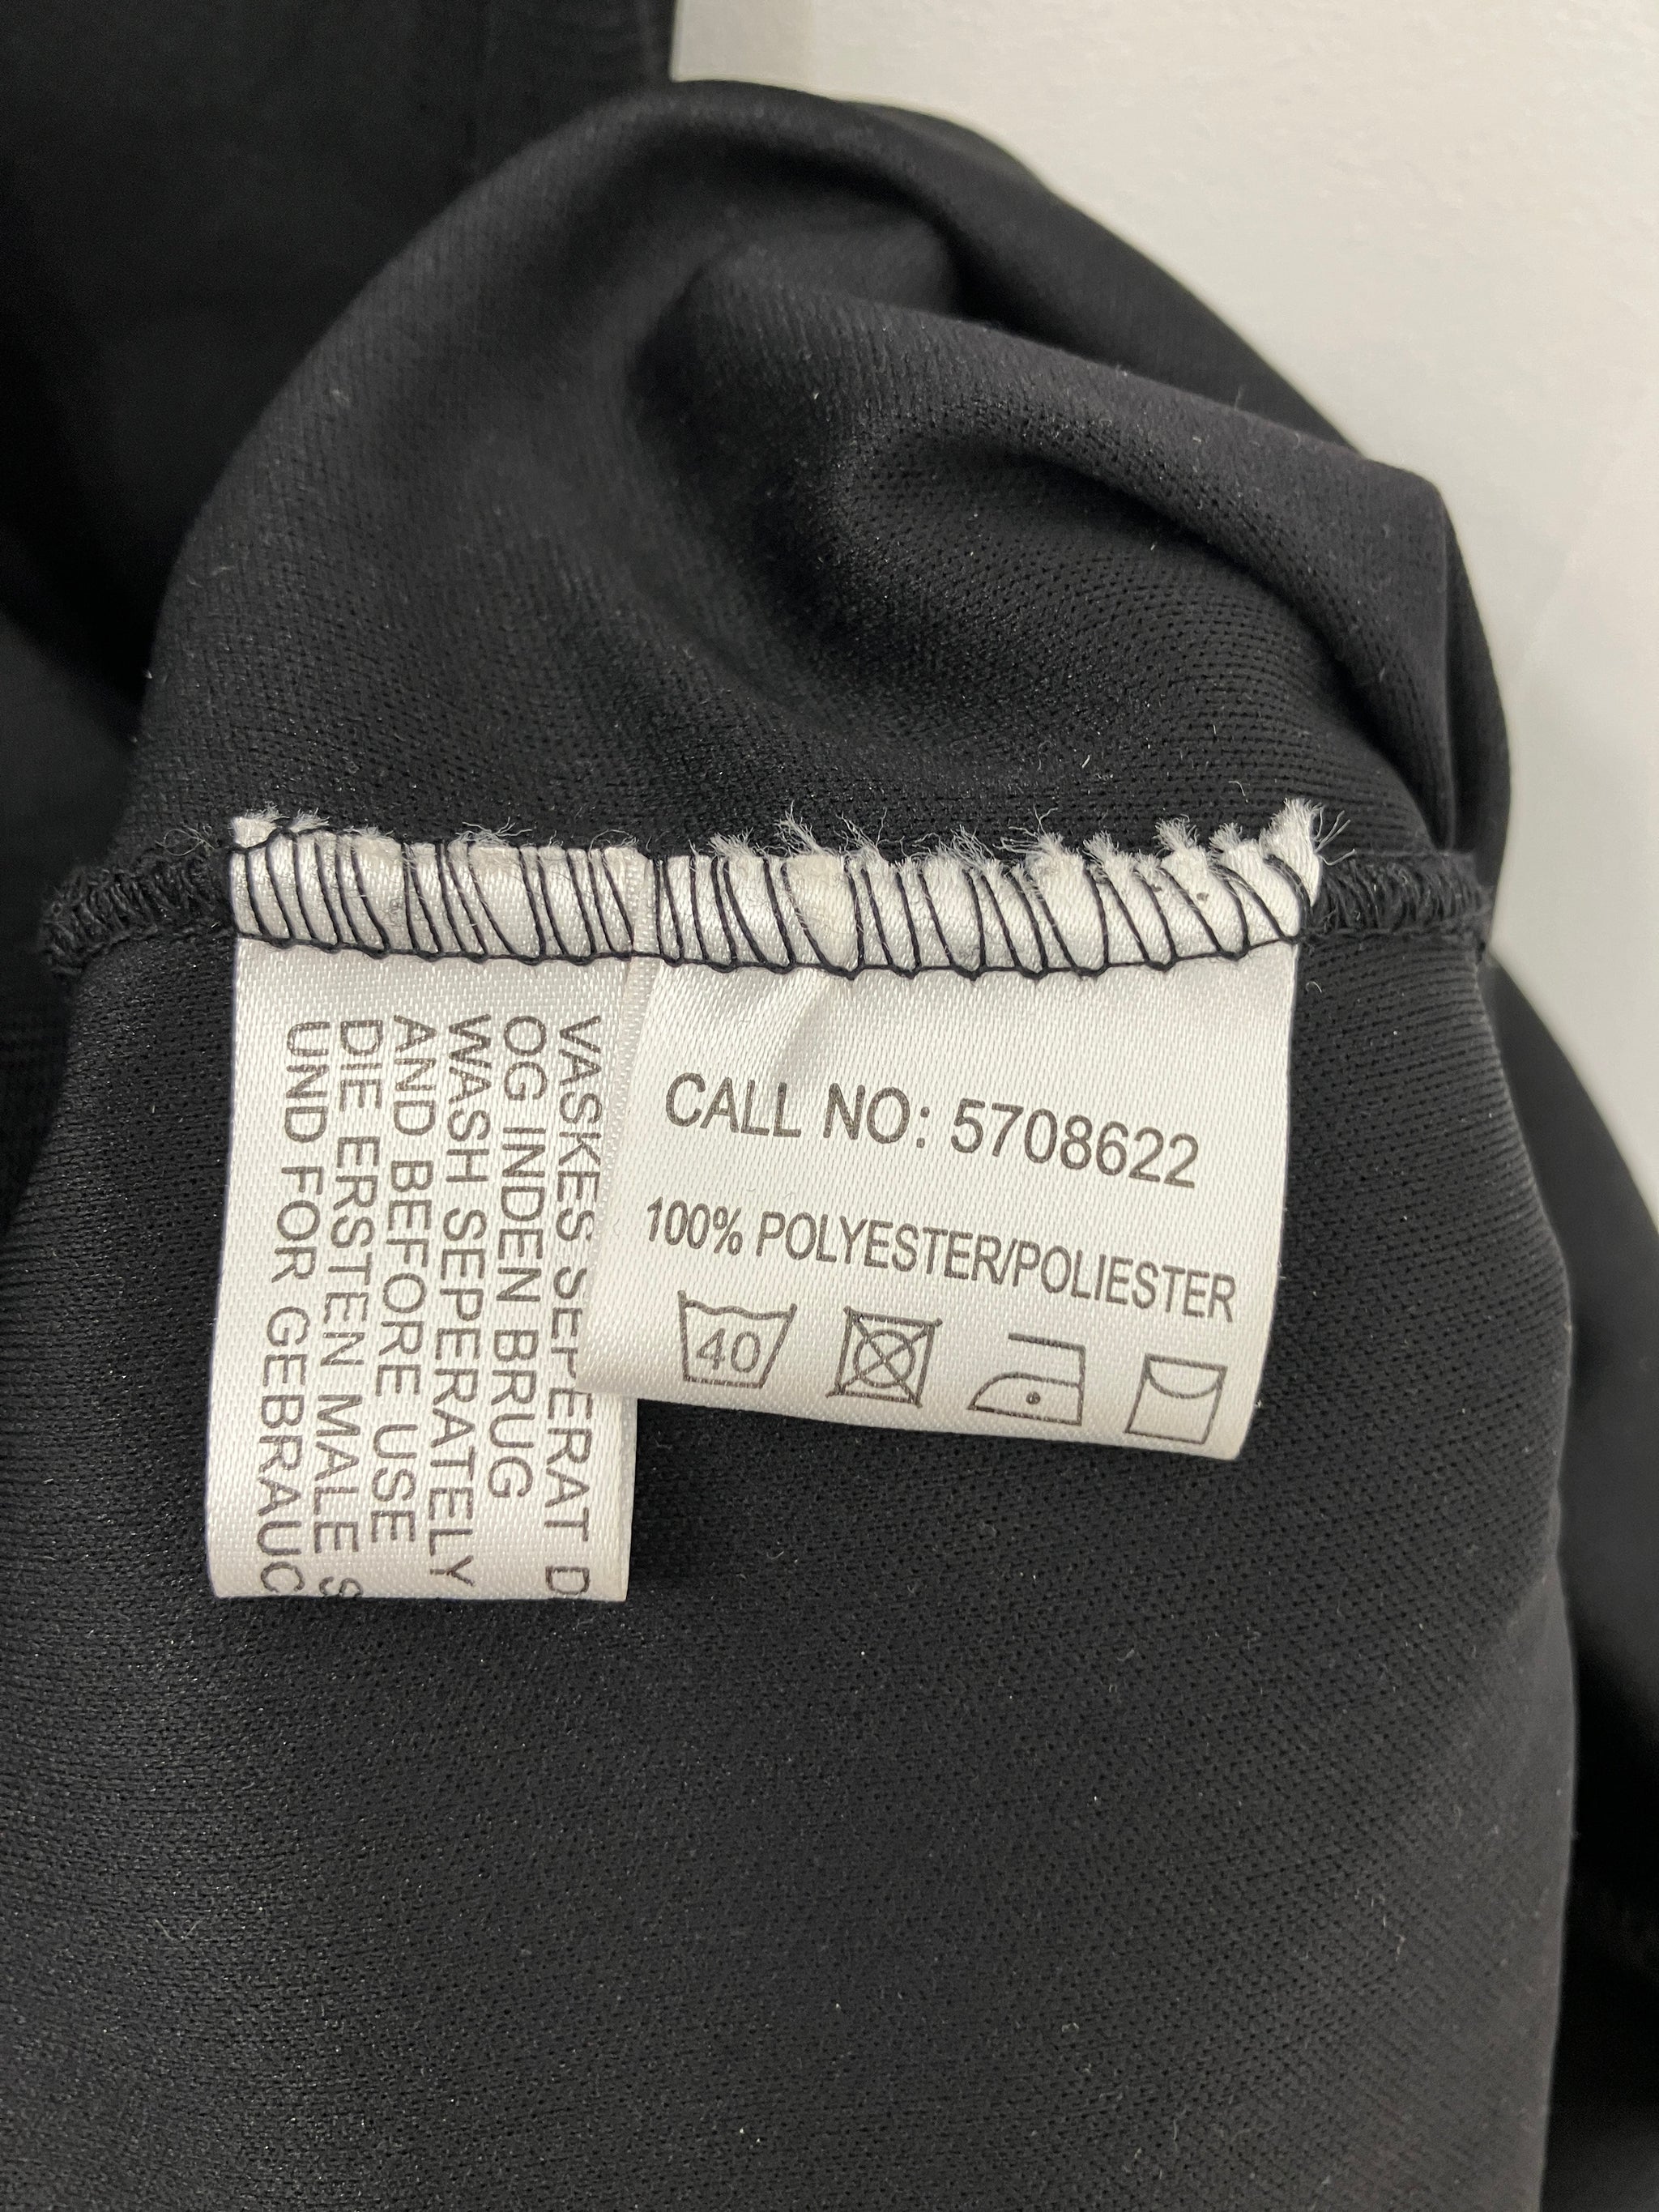 CALL NO: 5708622
100% POLYESTER/POLIESTER
40
VASKES SEPERAT D
OG INDEN BRUG
WASH SEPERATELY
AND BEFORE USE
DIE ERSTEN MALE S
UND FOR GEBRAUC